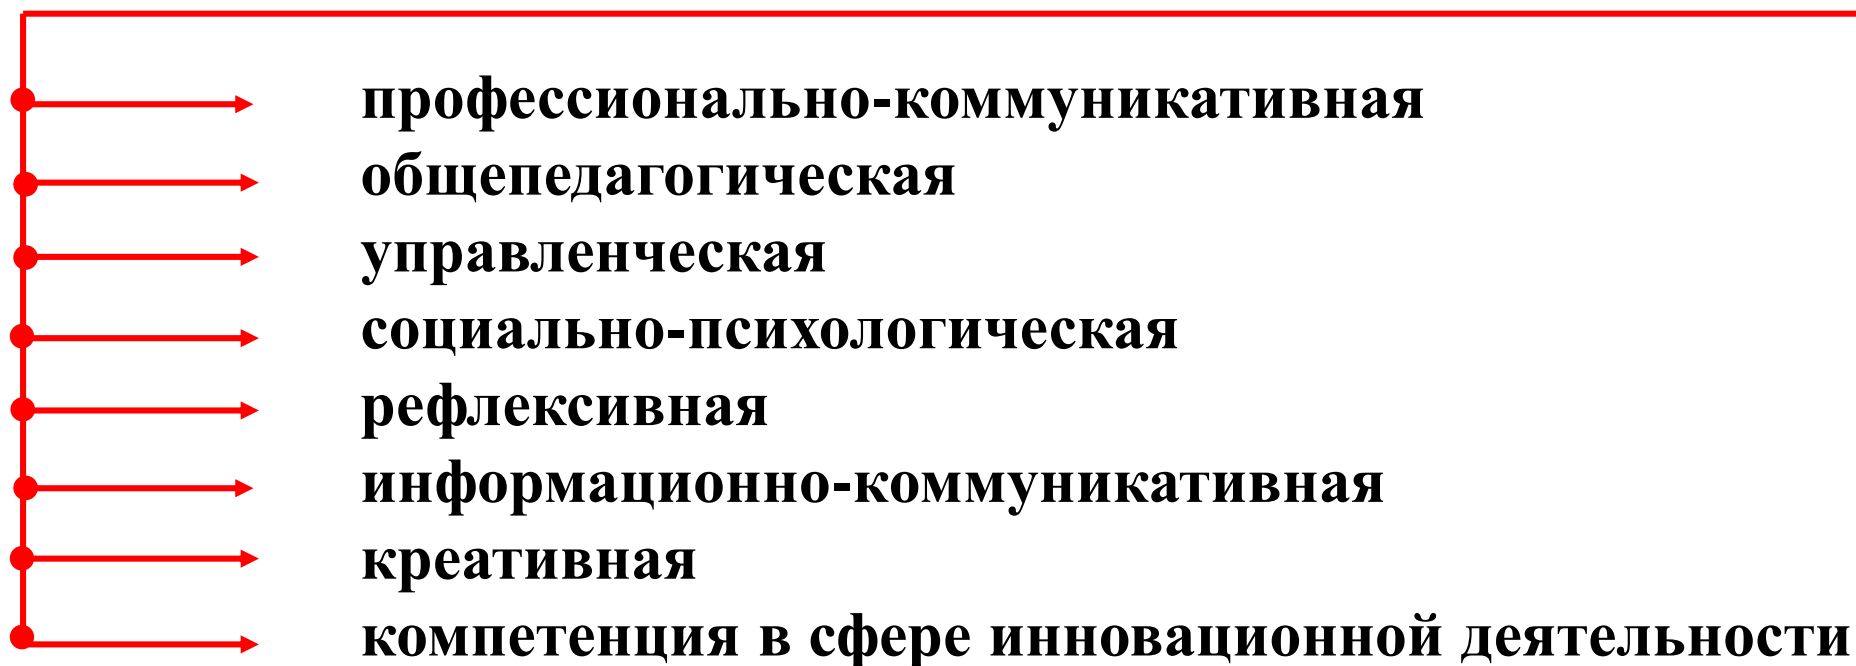 профессионально-коммуникативная
общепедагогическая
управленческая
социально-психологическая
рефлексивная
информационно-коммуникативная
креативная
компетенция в сфере инновационной деятельности